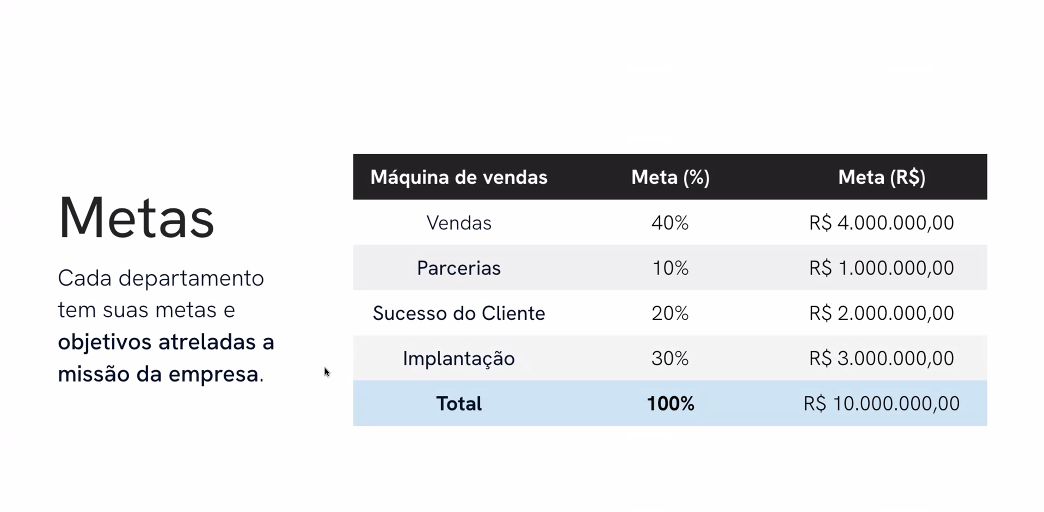 Metas
Cada departamento
tem suas metas e
objetivos atreladas a
missão da empresa.
Máquina de vendas Meta (%) Meta (R$)
Vendas 40% R$ 4.000.000,00
Parcerias 10% R$ 1.000.000,00
Sucesso do Cliente 20% R$ 2.000.000,00
Implantação 30% R$ 3.000.000,00
Total 100% R$ 10.000.000,00